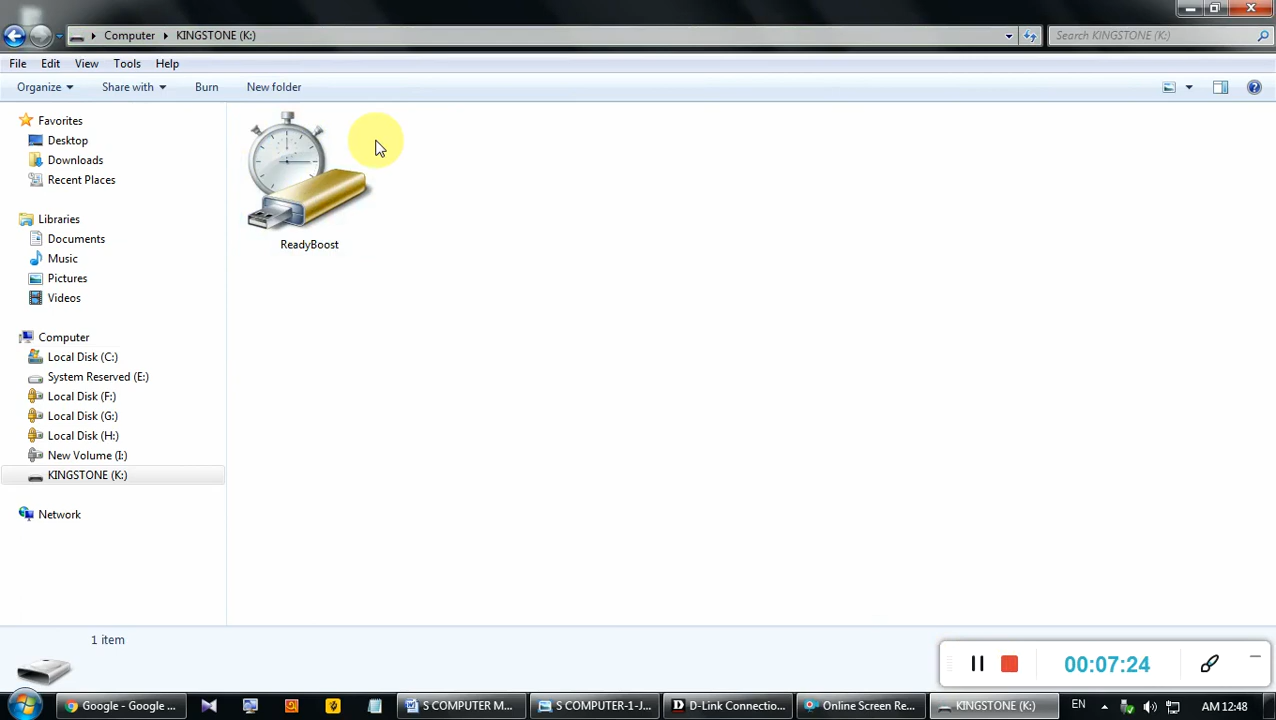 Computer KINGSTONE (K:) Search KINGSTONE (K:)
File Edit View Tools Help
Organize Share with Burn New folder
Favorites
Desktop
Downloads
Recent Places
Libraries
Documents
Music
Pictures
Videos
Computer
Local Disk (C:)
System Reserved (E:)
Local Disk (F:)
Local Disk (G:)
Local Disk (H:)
New Volume (I:)
KINGSTONE (K:)
Network
ReadyBoost
1 item
00:07:24
Google - Google ... S COMPUTER M... S COMPUTER-1-J... D-Link Connectio... Online Screen Re... KINGSTONE (K:) EN AM 12:48